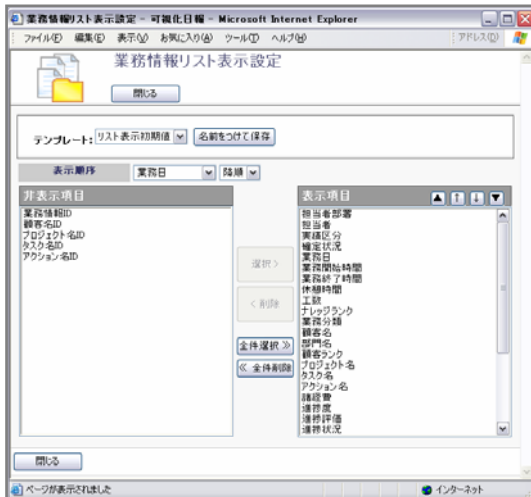 業務情報リスト表示設定 - 可視化日報 - Microsoft Internet Explorer
ファイル(F) 編集(E) 表示(V) お気に入り(A) ツール(T) ヘルプ(H) アドレス(D)
業務情報リスト表示設定
閉じる
テンプレート: リスト表示初期値 名前をつけて保存
表示順序 業務日 降順
非表示項目
業務情報ID
顧客名ID
プロジェクト名ID
タスク名ID
アクション名ID
選択 >
< 削除
全件選択 ≫
≪ 全件削除
表示項目 ▲ ↑ ↓ ▼
担当者部署
担当者
実績区分
確定状況
業務日
業務開始時間
業務終了時間
休憩時間
工数
ナレッジランク
業務分類
顧客名
部門名
顧客ランク
プロジェクト名
タスク名
アクション名
諸経費
進捗度
進捗評価
進捗状況
閉じる
ページが表示されました インターネット